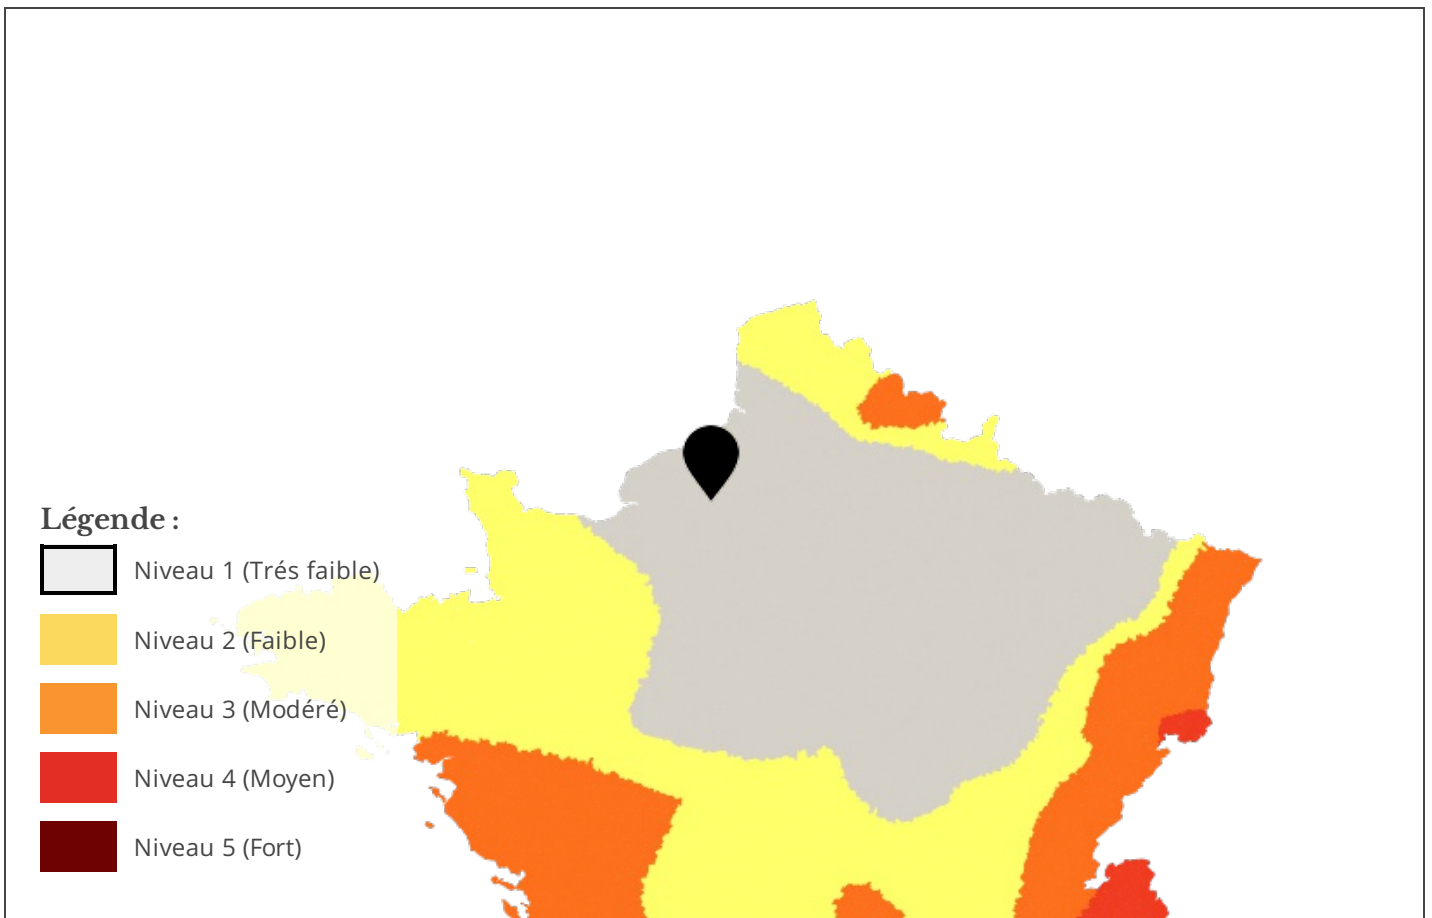 Légende :
Niveau 1 (Trés faible)
Niveau 2 (Faible)
Niveau 3 (Modéré)
Niveau 4 (Moyen)
Niveau 5 (Fort)